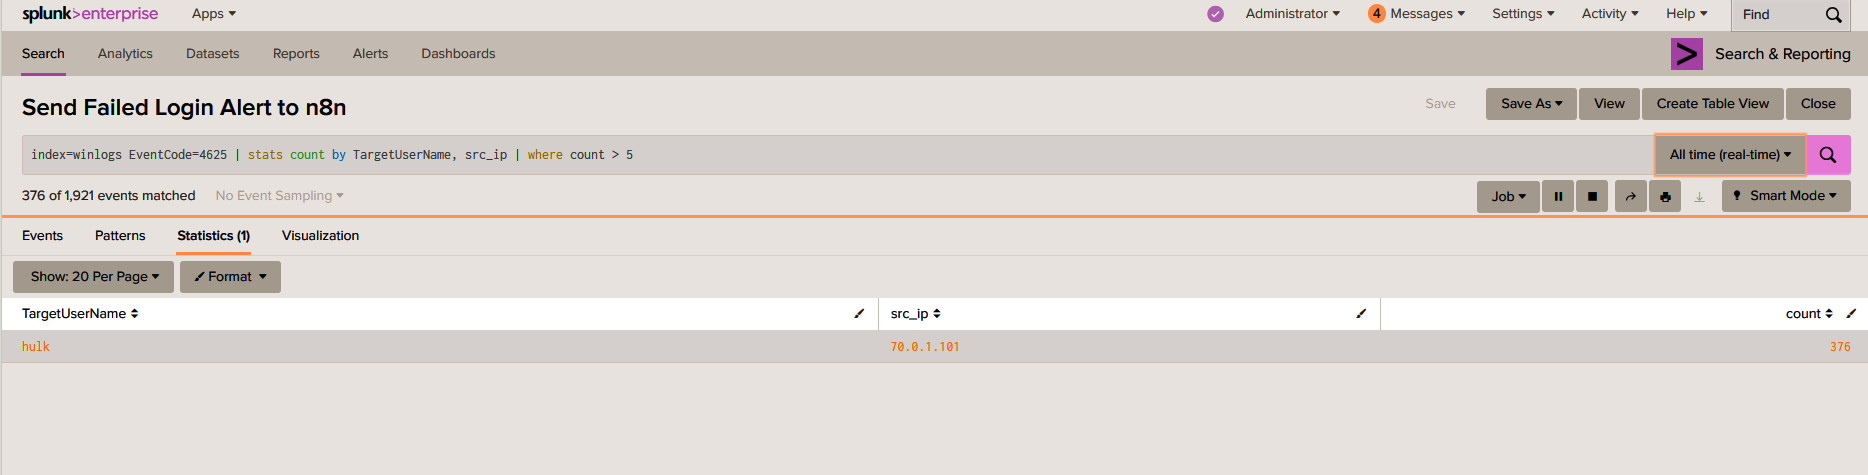 splunk>enterprise Apps Administrator 4 Messages Settings Activity Help Find
Search Analytics Datasets Reports Alerts Dashboards > Search & Reporting
Send Failed Login Alert to n8n Save Save As View Create Table View Close
index=winlogs EventCode=4625 | stats count by TargetUserName, src_ip | where count > 5 All time (real-time)
376 of 1,921 events matched No Event Sampling Job Smart Mode
Events Patterns Statistics (1) Visualization
Show: 20 Per Page Format
TargetUserName src_ip count
hulk 70.0.1.101 376